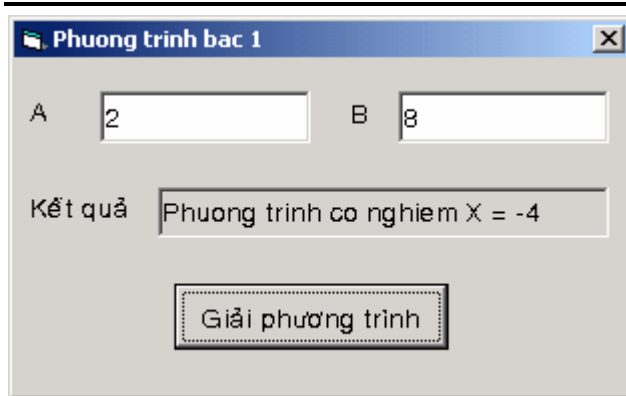 Phuong trinh bac 1
A 2 B 8
Kết quả Phuong trinh co nghiem X = -4
Giải phương trình